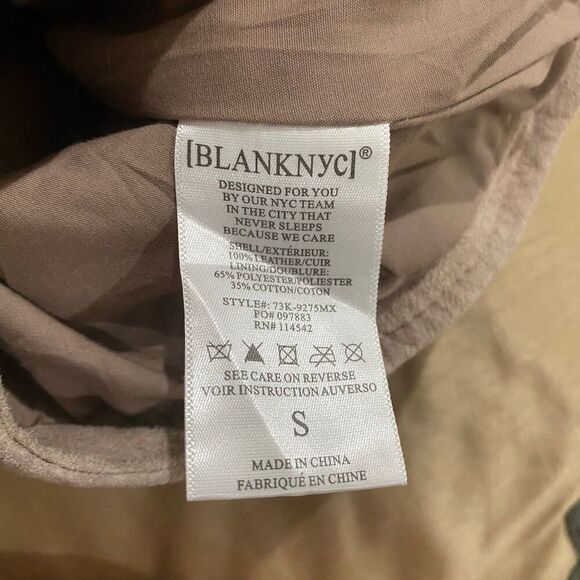 [BLANKNYC]®
DESIGNED FOR YOU
BY OUR NYC TEAM
IN THE CITY THAT
NEVER SLEEPS
BECAUSE WE CARE
SHELL/EXTÉRIEUR:
100% LEATHER/CUIR
LINING/DOUBLURE:
65% POLYESTER/POLIESTER
35% COTTON/COTON
STYLE#: 73K-9275MX
PO# 097883
RN# 114542
SEE CARE ON REVERSE
VOIR INSTRUCTION AUVERSO
S
MADE IN CHINA
FABRIQUÉ EN CHINE